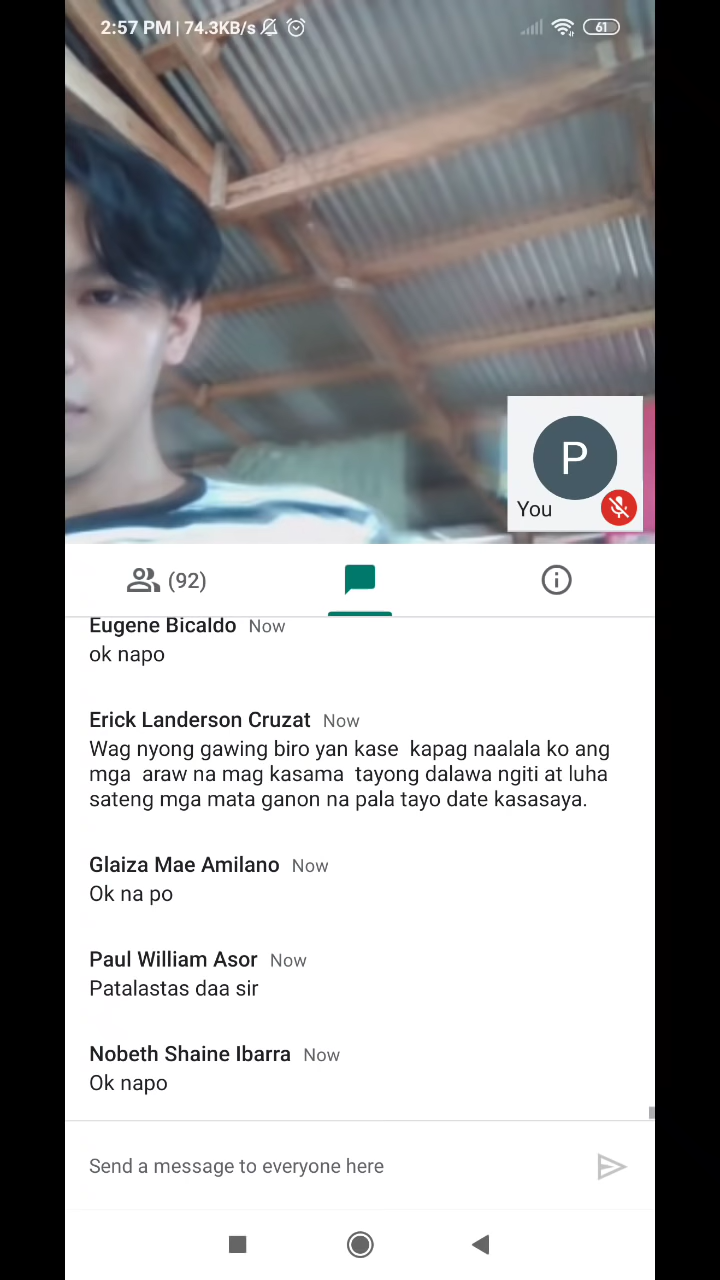 2:57 PM | 74.3KB/s
61
P
You
(92)
Eugene Bicaldo Now
ok napo
Erick Landerson Cruzat Now
Wag nyong gawing biro yan kase kapag naalala ko ang
mga araw na mag kasama tayong dalawa ngiti at luha
sateng mga mata ganon na pala tayo date kasasaya.
Glaiza Mae Amilano Now
Ok na po
Paul William Asor Now
Patalastas daa sir
Nobeth Shaine Ibarra Now
Ok napo
Send a message to everyone here